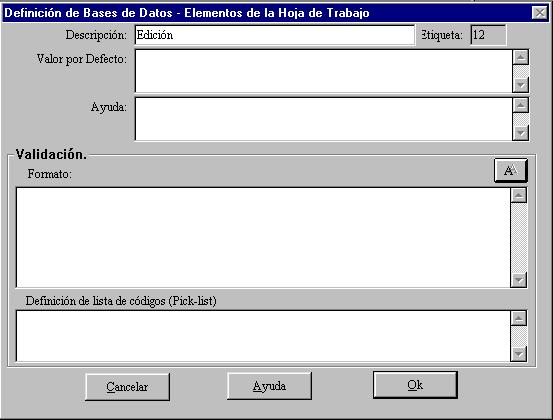 Definición de Bases de Datos - Elementos de la Hoja de Trabajo
Descripción: Edición Etiqueta: 12
Valor por Defecto:
Ayuda:
Validación.
Formato:
A
Definición de lista de códigos (Pick-list)
Cancelar Ayuda Ok